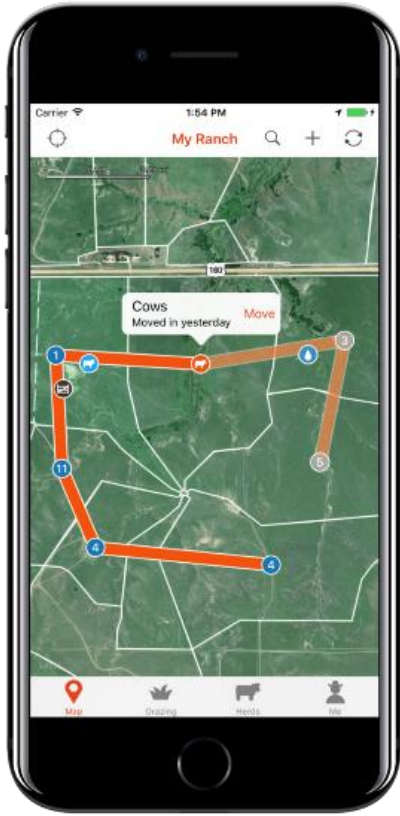 Carrier
1:54 PM
My Ranch
160
Cows
Moved in yesterday
Move
1
3
11
5
4
4
Map
Grazing
Herds
Me